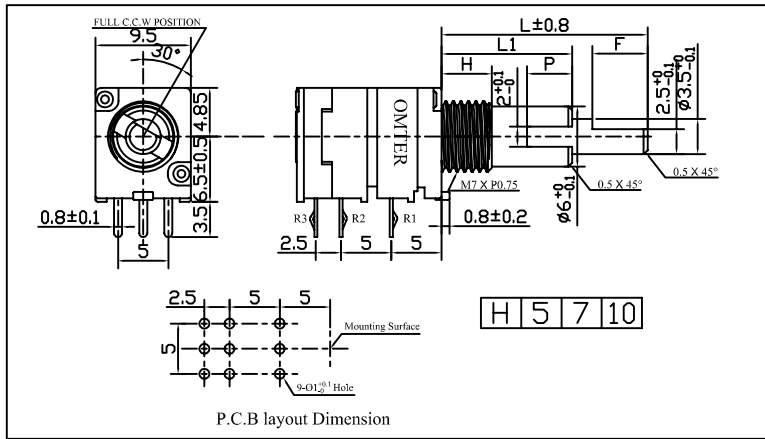 FULL C.C.W POSITION
9.5
30°
4.85
6.5±0.5
3.5
0.8±0.1
5
L±0.8
L1
F
H
P
2+0.1-0
2.5+0-0.1
ø3.5+0-0.1
OMTER
M7 X P0.75
0.5 X 45°
0.5 X 45°
ø6+0-0.1
0.8±0.2
R3
R2
R1
2.5
5
5
2.5
5
5
5
Mounting Surface
9-Ø1+0.1-0 Hole
P.C.B layout Dimension
H 5 7 10